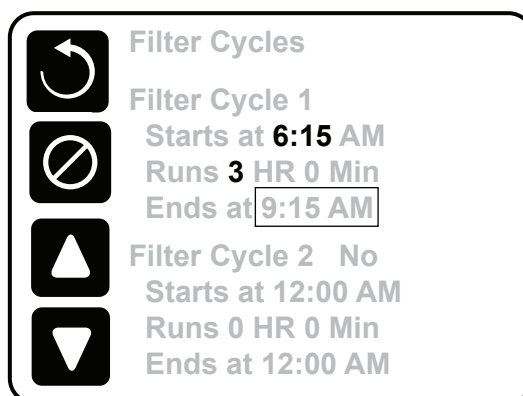 Filter Cycles
Filter Cycle 1
Starts at 6:15 AM
Runs 3 HR 0 Min
Ends at 9:15 AM
Filter Cycle 2 No
Starts at 12:00 AM
Runs 0 HR 0 Min
Ends at 12:00 AM